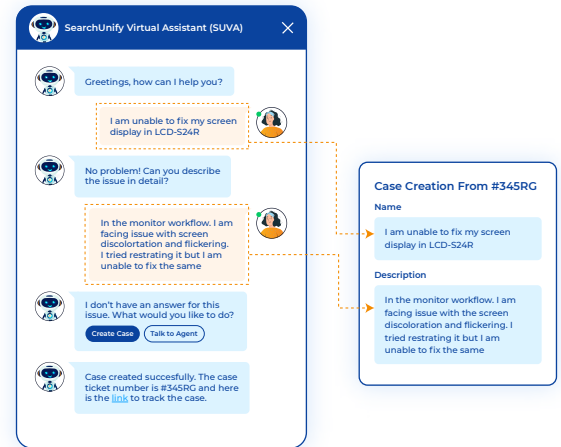 SearchUnify Virtual Assistant (SUVA)
Greetings, how can I help you?
I am unable to fix my screen
display in LCD-S24R
No problem! Can you describe
the issue in detail?
In the monitor workflow. I am
facing issue with screen
discolortation and flickering.
I tried restrating it but I am
unable to fix the same
I don't have an answer for this
issue. What would you like to do?
Create Case
Talk to Agent
Case created succesfully. The case
ticket number is #345RG and here
is the link to track the case.
Case Creation From #345RG
Name
I am unable to fix my screen
display in LCD-S24R
Description
In the monitor workflow. I am
facing issue with the screen
discoloration and flickering. I
tried restrating it but I am
unable to fix the same